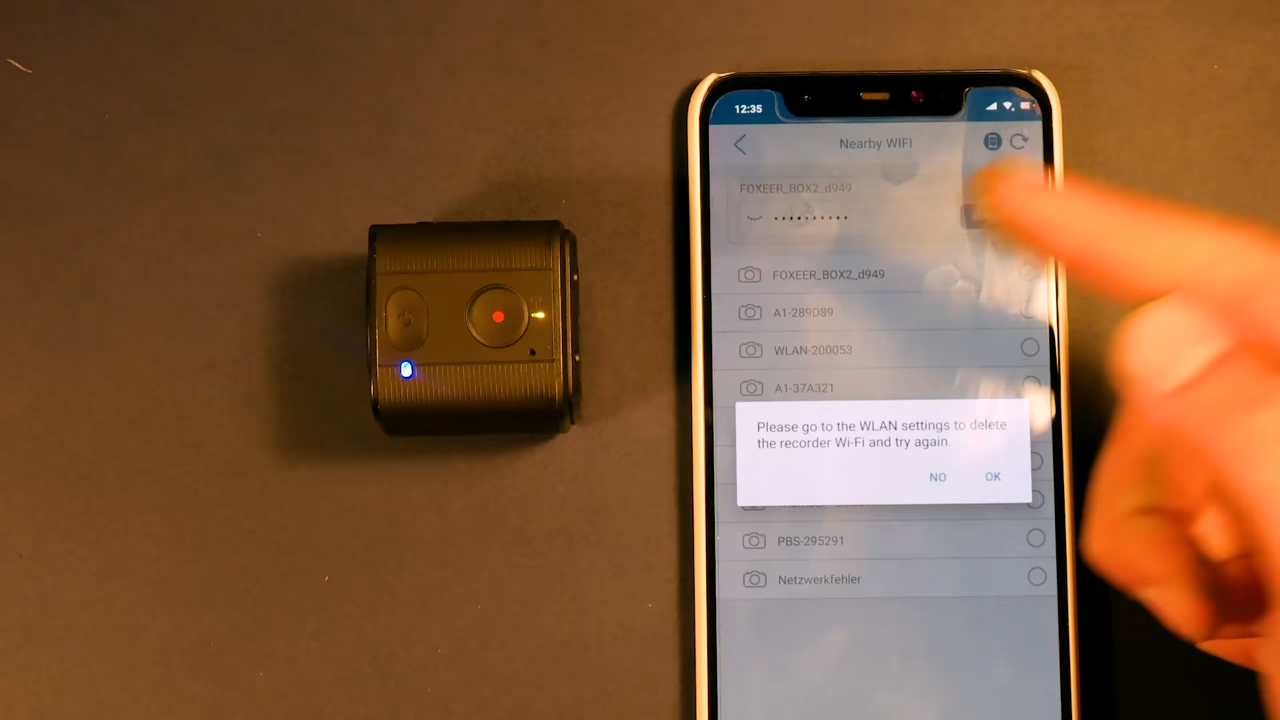 12:35
Nearby WIFI
FOXEER_BOX2_d949
••••••••••
FOXEER_BOX2_d949
A1-289D89
WLAN-200053
A1-37A321
Please go to the WLAN settings to delete
the recorder Wi-Fi and try again.
NO OK
PBS-295291
Netzwerkfehler